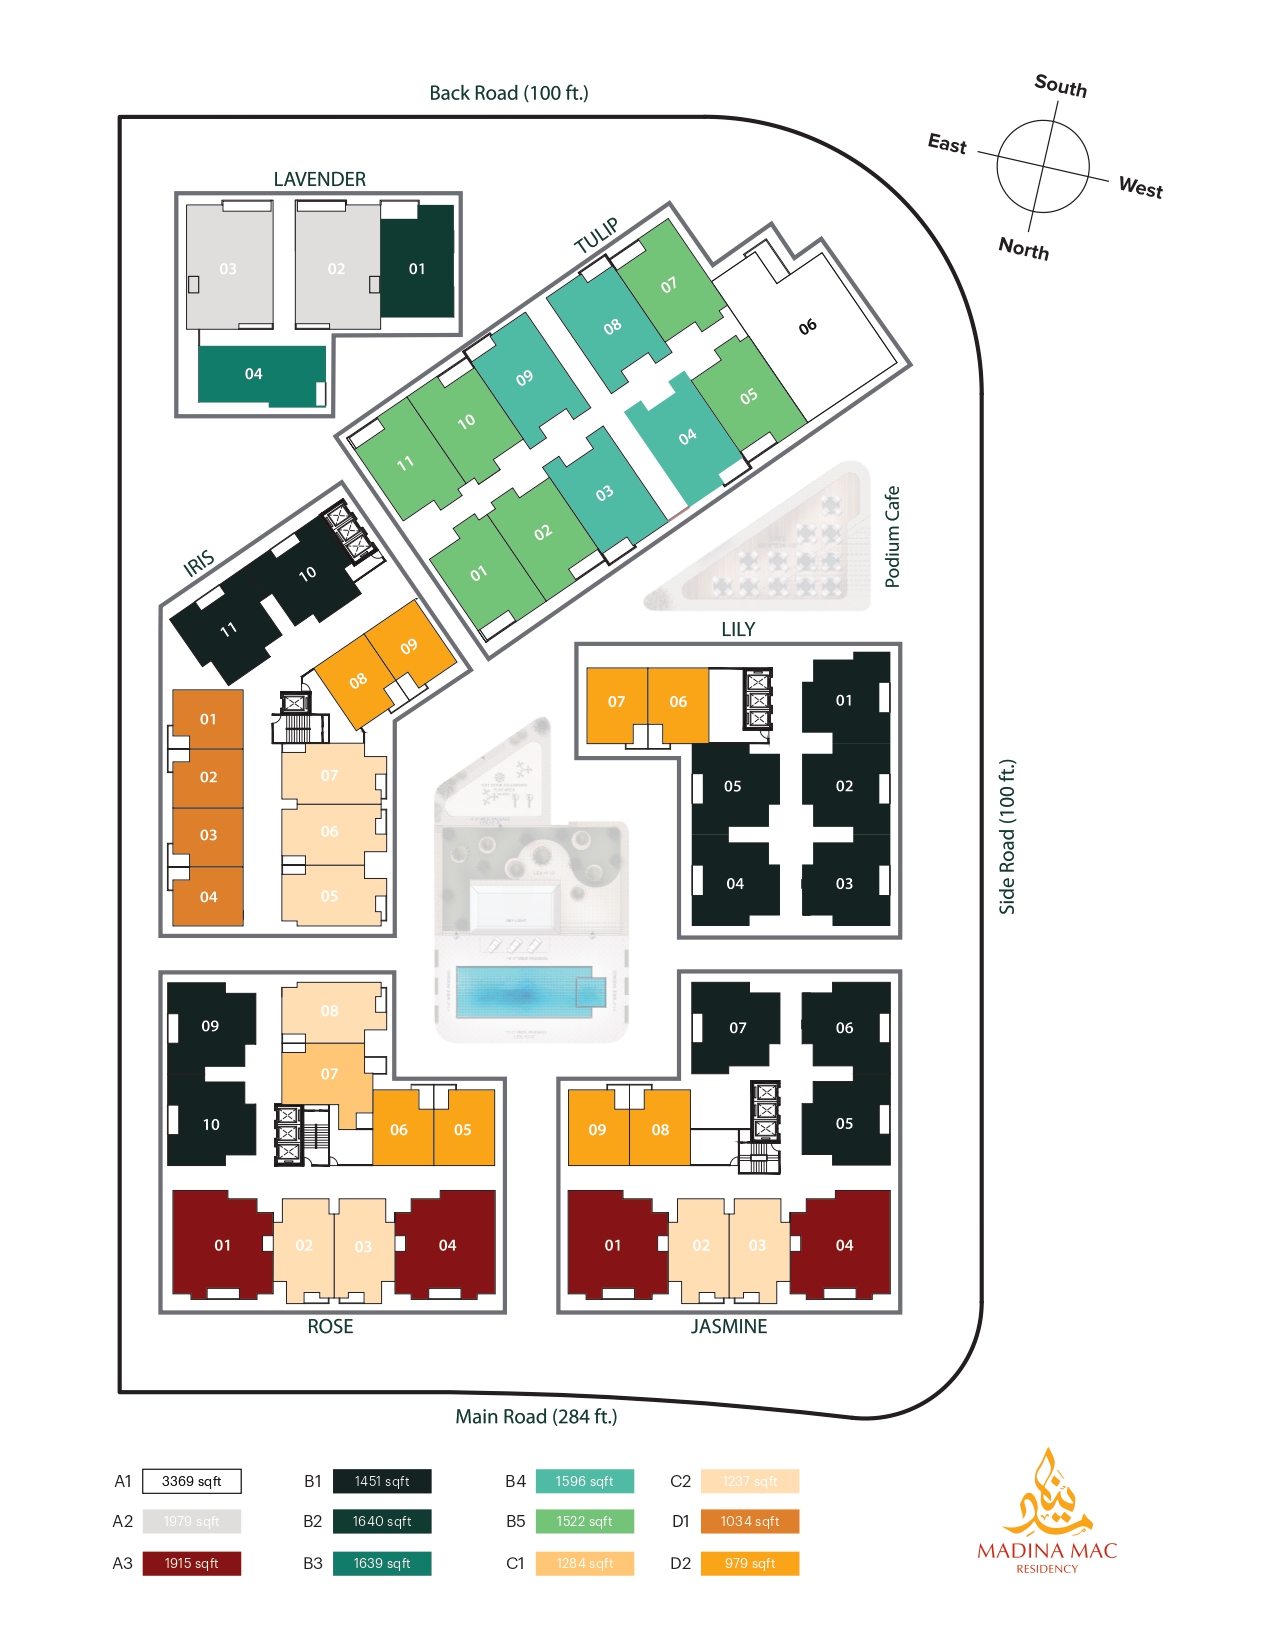 Back Road (100 ft.)
South
East
West
North
LAVENDER
03
02
01
04
TULIP
07
06
08
09
05
10
04
11
03
02
01
Podium Cafe
IRIS
10
11
09
08
01
07
02
06
03
05
04
LILY
07
06
01
05
02
04
03
Side Road (100 ft.)
09
08
07
10
06
05
01
02
03
04
ROSE
07
06
09
08
05
01
02
03
04
JASMINE
Main Road (284 ft.)
A1 3369 sqft
B1 1451 sqft
B4 1596 sqft
C2 1237 sqft
A2 1979 sqft
B2 1640 sqft
B5 1522 sqft
D1 1034 sqft
A3 1915 sqft
B3 1639 sqft
C1 1284 sqft
D2 979 sqft
MADINA MAC
RESIDENCY